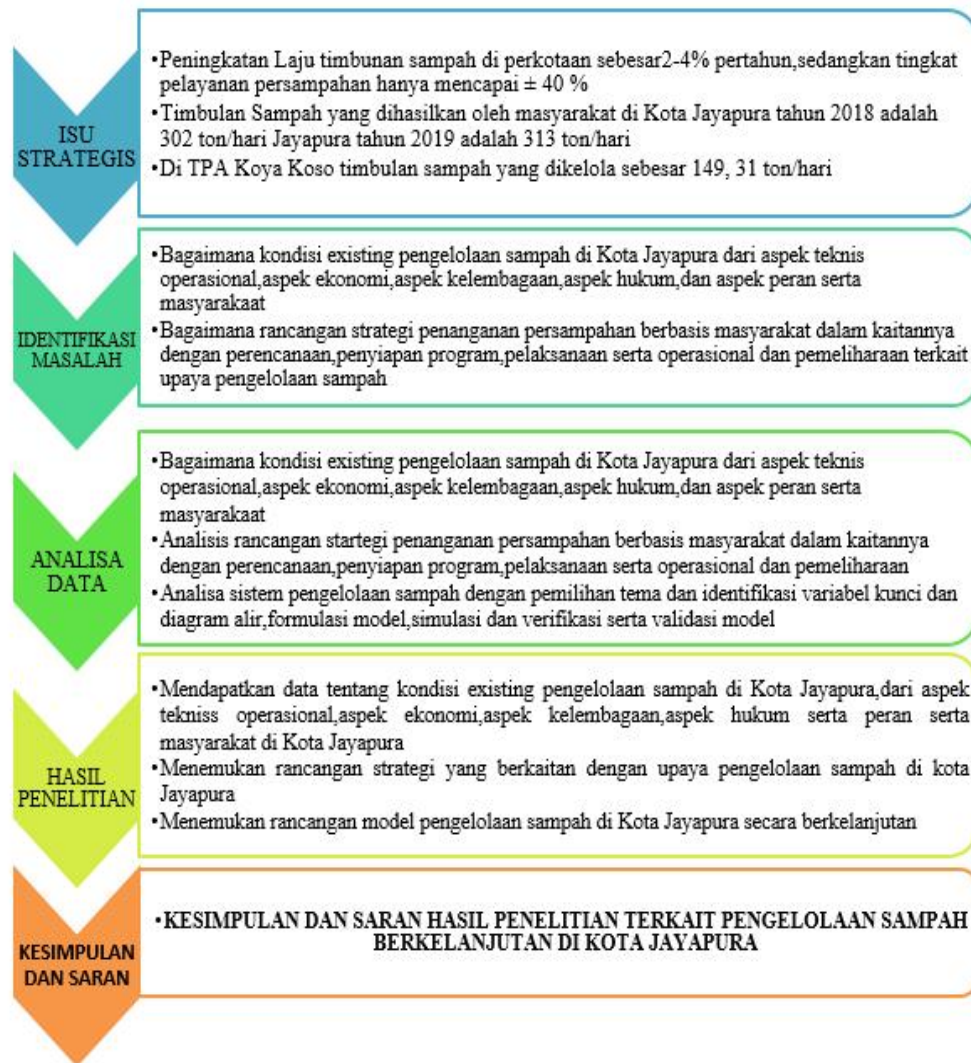 ISU
STRATEGIS
•Peningkatan Laju timbunan sampah di perkotaan sebesar2-4% pertahun,sedangkan tingkat
pelayanan persampahan hanya mencapai ± 40 %
•Timbulan Sampah yang dihasilkan oleh masyarakat di Kota Jayapura tahun 2018 adalah
302 ton/hari Jayapura tahun 2019 adalah 313 ton/hari
•Di TPA Koya Koso timbulan sampah yang dikelola sebesar 149, 31 ton/hari
IDENTIFIKASI
MASALAH
•Bagaimana kondisi existing pengelolaan sampah di Kota Jayapura dari aspek teknis
operasional,aspek ekonomi,aspek kelembagaan,aspek hukum,dan aspek peran serta
masyarakaat
•Bagaimana rancangan strategi penanganan persampahan berbasis masyarakat dalam kaitannya
dengan perencanaan,penyiapan program,pelaksanaan serta operasional dan pemeliharaan terkait
upaya pengelolaan sampah
ANALISA
DATA
•Bagaimana kondisi existing pengelolaan sampah di Kota Jayapura dari aspek teknis
operasional,aspek ekonomi,aspek kelembagaan,aspek hukum,dan aspek peran serta
masyarakaat
•Analisis rancangan startegi penanganan persampahan berbasis masyarakat dalam kaitannya
dengan perencanaan,penyiapan program,pelaksanaan serta operasional dan pemeliharaan
•Analisa sistem pengelolaan sampah dengan pemilihan tema dan identifikasi variabel kunci dan
diagram alir,formulasi model,simulasi dan verifikasi serta validasi model
HASIL
PENELITIAN
•Mendapatkan data tentang kondisi existing pengelolaan sampah di Kota Jayapura,dari aspek
tekniss operasional,aspek ekonomi,aspek kelembagaan,aspek hukum serta peran serta
masyarakat di Kota Jayapura
•Menemukan rancangan strategi yang berkaitan dengan upaya pengelolaan sampah di kota
Jayapura
•Menemukan rancangan model pengelolaan sampah di Kota Jayapura secara berkelanjutan
KESIMPULAN
DAN SARAN
•KESIMPULAN DAN SARAN HASIL PENELITIAN TERKAIT PENGELOLAAN SAMPAH
BERKELANJUTAN DI KOTA JAYAPURA